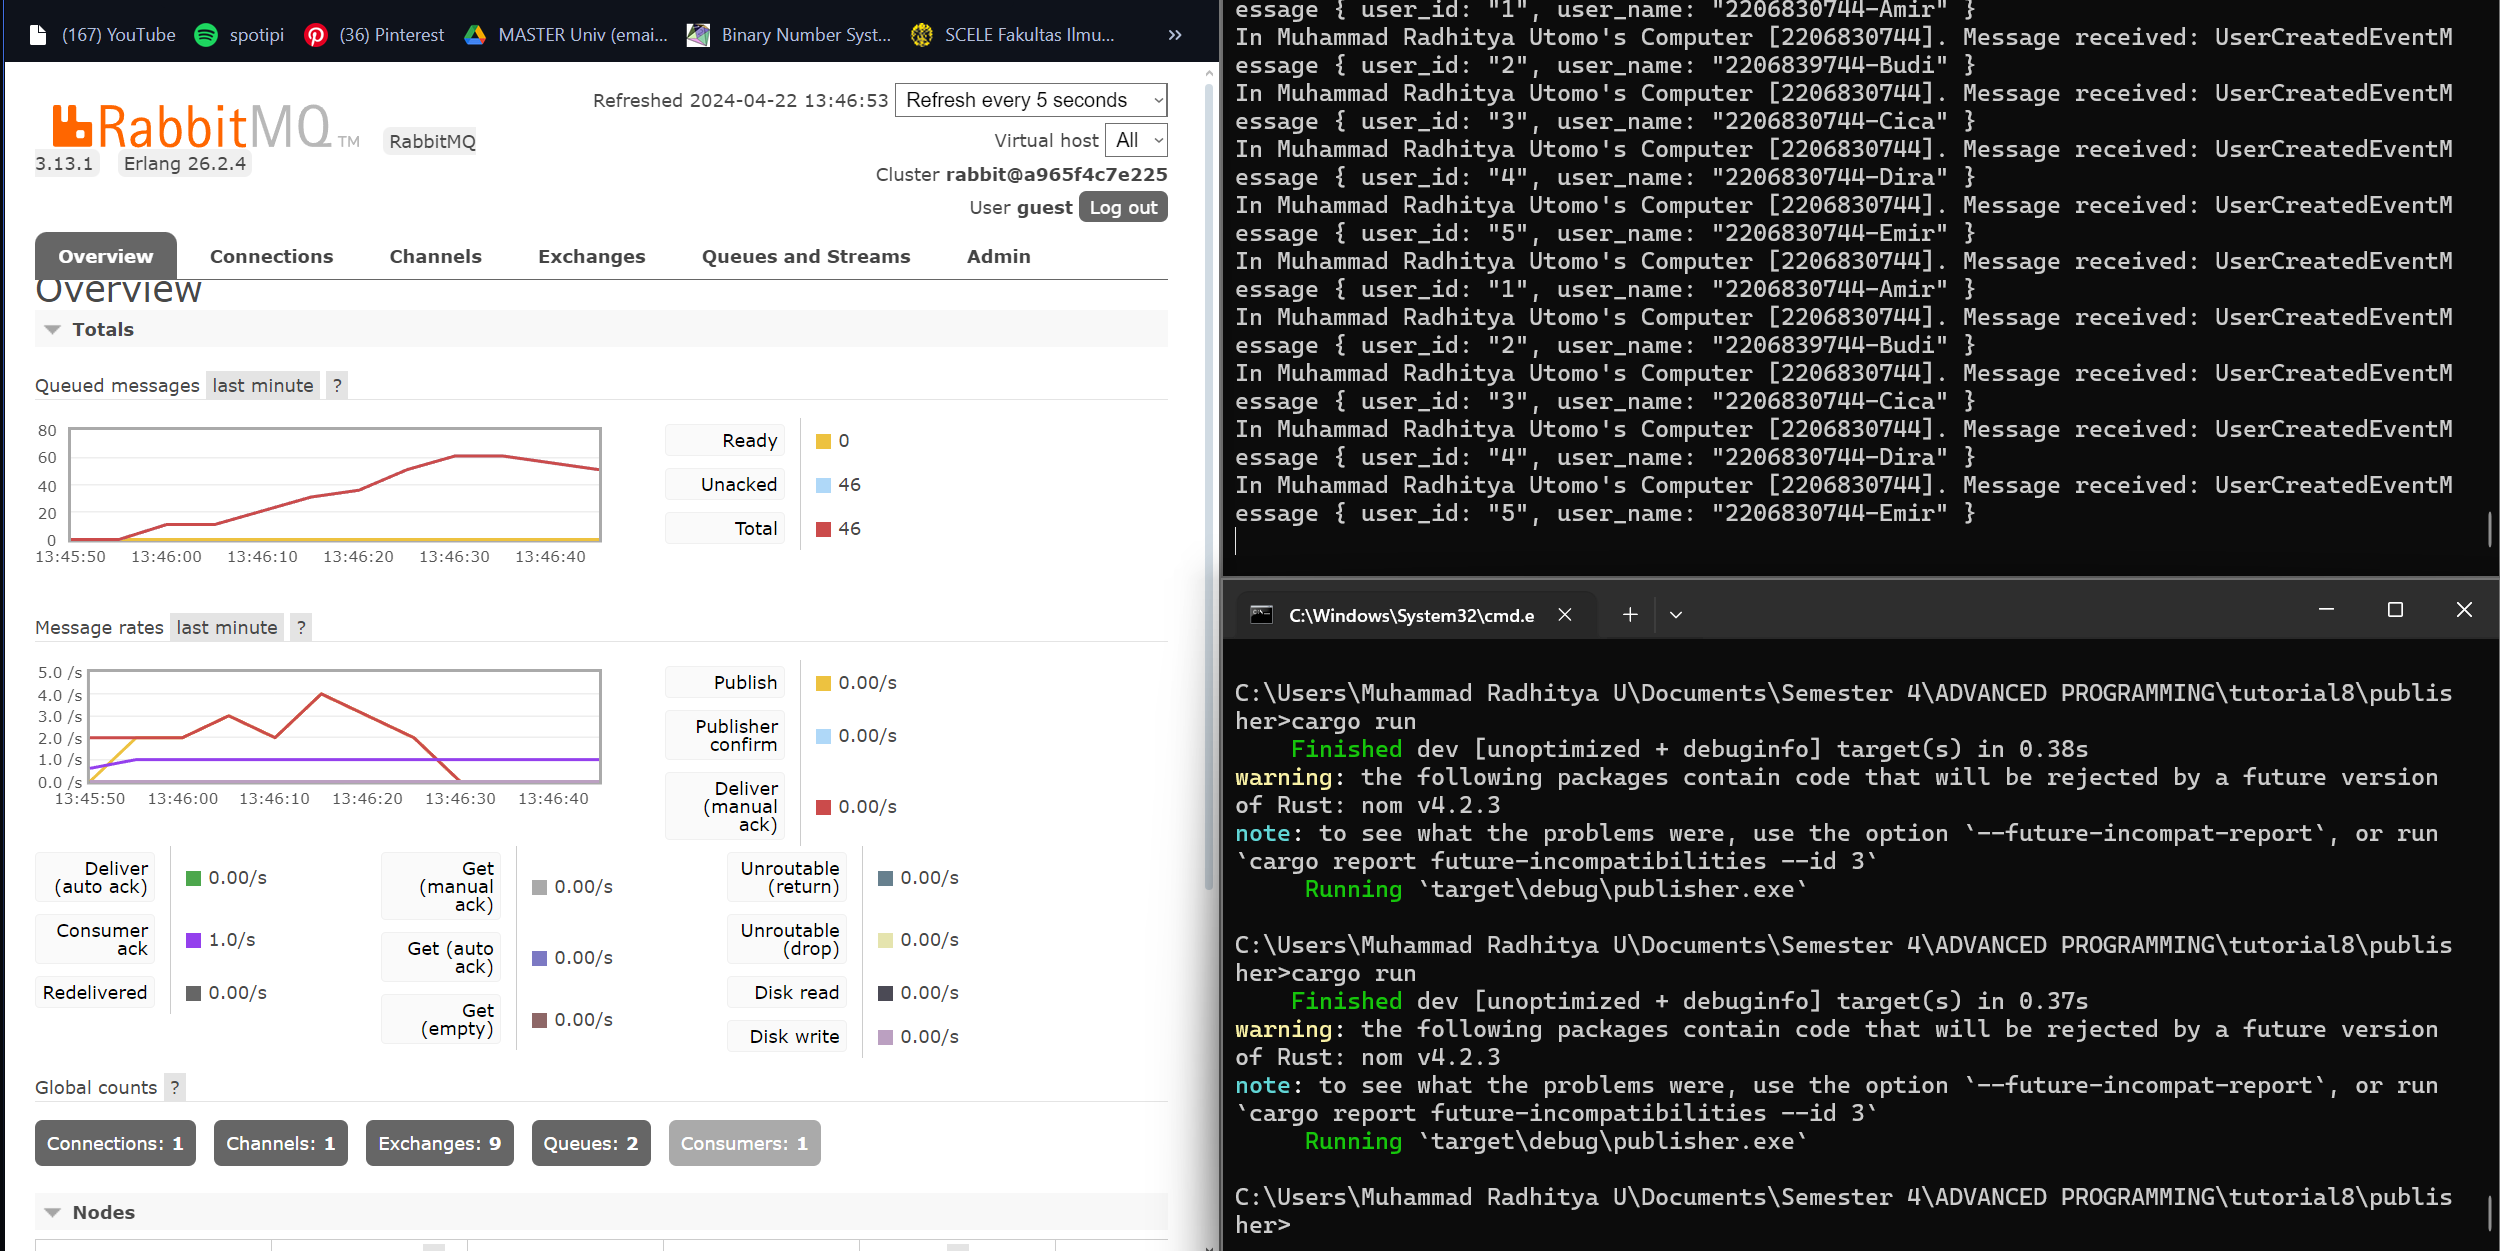 (167) YouTube spotipi (36) Pinterest MASTER Univ (emai... Binary Number Syst... SCELE Fakultas Ilmu... »
RabbitMQ TM RabbitMQ
3.13.1 Erlang 26.2.4
Refreshed 2024-04-22 13:46:53 Refresh every 5 seconds
Virtual host All
Cluster rabbit@a965f4c7e225
User guest Log out
Overview Connections Channels Exchanges Queues and Streams Admin
Overview
Totals
Queued messages last minute ?
80
60
40
20
0
13:45:50 13:46:00 13:46:10 13:46:20 13:46:30 13:46:40
Ready 0
Unacked 46
Total 46
Message rates last minute ?
5.0 /s
4.0 /s
3.0 /s
2.0 /s
1.0 /s
0.0 /s
13:45:50 13:46:00 13:46:10 13:46:20 13:46:30 13:46:40
Publish 0.00/s
Publisher
confirm 0.00/s
Deliver
(manual
ack) 0.00/s
Deliver
(auto ack) 0.00/s
Consumer
ack 1.0/s
Redelivered 0.00/s
Get
(manual
ack) 0.00/s
Get (auto
ack) 0.00/s
Get
(empty) 0.00/s
Unroutable
(return) 0.00/s
Unroutable
(drop) 0.00/s
Disk read 0.00/s
Disk write 0.00/s
Global counts ?
Connections: 1 Channels: 1 Exchanges: 9 Queues: 2 Consumers: 1
Nodes
essage { user_id: "1", user_name: "2206830744-Amir" }
In Muhammad Radhitya Utomo's Computer [2206830744]. Message received: UserCreatedEventM
essage { user_id: "2", user_name: "2206839744-Budi" }
In Muhammad Radhitya Utomo's Computer [2206830744]. Message received: UserCreatedEventM
essage { user_id: "3", user_name: "2206830744-Cica" }
In Muhammad Radhitya Utomo's Computer [2206830744]. Message received: UserCreatedEventM
essage { user_id: "4", user_name: "2206830744-Dira" }
In Muhammad Radhitya Utomo's Computer [2206830744]. Message received: UserCreatedEventM
essage { user_id: "5", user_name: "2206830744-Emir" }
In Muhammad Radhitya Utomo's Computer [2206830744]. Message received: UserCreatedEventM
essage { user_id: "1", user_name: "2206830744-Amir" }
In Muhammad Radhitya Utomo's Computer [2206830744]. Message received: UserCreatedEventM
essage { user_id: "2", user_name: "2206839744-Budi" }
In Muhammad Radhitya Utomo's Computer [2206830744]. Message received: UserCreatedEventM
essage { user_id: "3", user_name: "2206830744-Cica" }
In Muhammad Radhitya Utomo's Computer [2206830744]. Message received: UserCreatedEventM
essage { user_id: "4", user_name: "2206830744-Dira" }
In Muhammad Radhitya Utomo's Computer [2206830744]. Message received: UserCreatedEventM
essage { user_id: "5", user_name: "2206830744-Emir" }
C:\Windows\System32\cmd.e
C:\Users\Muhammad Radhitya U\Documents\Semester 4\ADVANCED PROGRAMMING\tutorial8\publis
her>cargo run
Finished dev [unoptimized + debuginfo] target(s) in 0.38s
warning: the following packages contain code that will be rejected by a future version
of Rust: nom v4.2.3
note: to see what the problems were, use the option `--future-incompat-report`, or run
`cargo report future-incompatibilities --id 3`
Running `target\debug\publisher.exe`
C:\Users\Muhammad Radhitya U\Documents\Semester 4\ADVANCED PROGRAMMING\tutorial8\publis
her>cargo run
Finished dev [unoptimized + debuginfo] target(s) in 0.37s
warning: the following packages contain code that will be rejected by a future version
of Rust: nom v4.2.3
note: to see what the problems were, use the option `--future-incompat-report`, or run
`cargo report future-incompatibilities --id 3`
Running `target\debug\publisher.exe`
C:\Users\Muhammad Radhitya U\Documents\Semester 4\ADVANCED PROGRAMMING\tutorial8\publis
her>